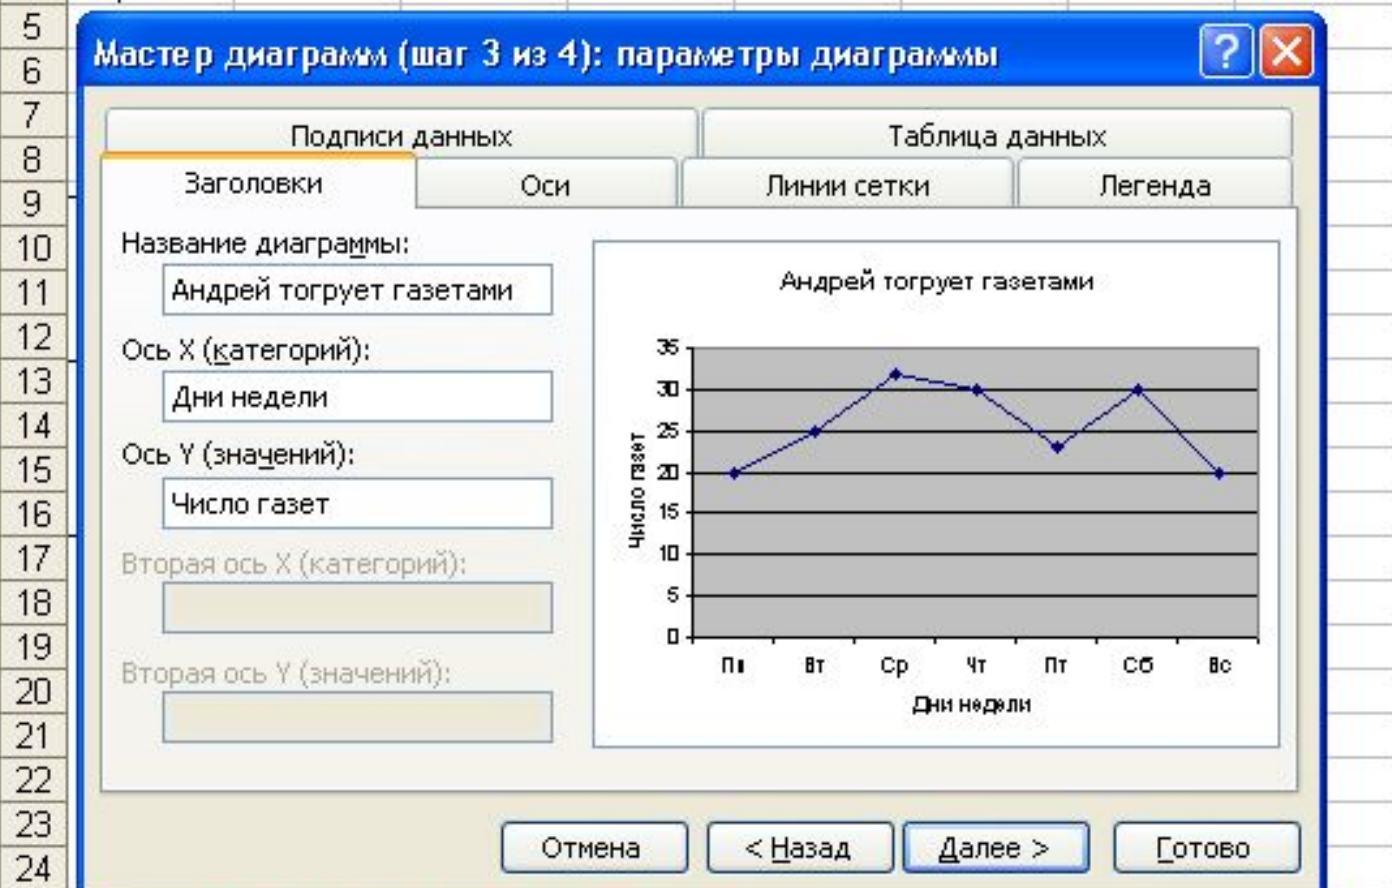 5
6
7
8
9
10
11
12
13
14
15
16
17
18
19
20
21
22
23
24
Мастер диаграмм (шаг 3 из 4): параметры диаграммы
?
Подписи данных
Таблица данных
Заголовки
Оси
Линии сетки
Легенда
Название диаграммы:
Андрей тогрует газетами
Ось X (категорий):
Дни недели
Ось Y (значений):
Число газет
Вторая ось X (категорий):
Вторая ось Y (значений):
Андрей тогрует газетами
35
30
25
20
15
10
5
0
Число газет
Пн Вт Ср Чт Пт Сб Вс
Дни недели
Отмена
< Назад
Далее >
Готово